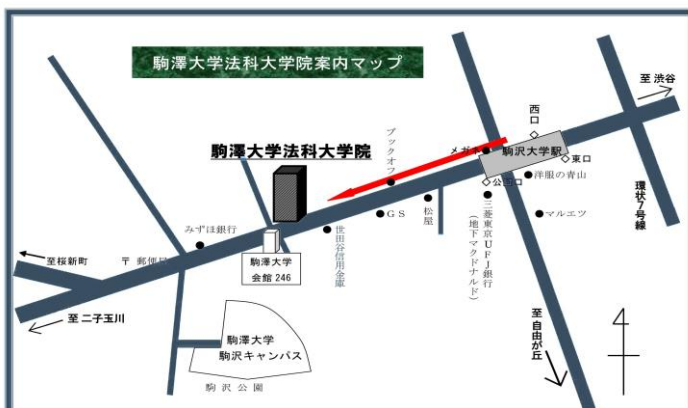 駒澤大学法科大学院案内マップ
至 渋谷
西口
メガネ
駒沢大学駅
東口
ブックオフ
駒澤大学法科大学院
公園口
洋服の青山
環状7号線
松屋
GS
マルエツ
三菱東京UFJ銀行
(地下マクドナルド)
世田谷信用金庫
みずほ銀行
至桜新町
〒 郵便局
駒澤大学
会館 246
至 二子玉川
至 自由が丘
駒澤大学
駒沢キャンパス
駒沢公園
4